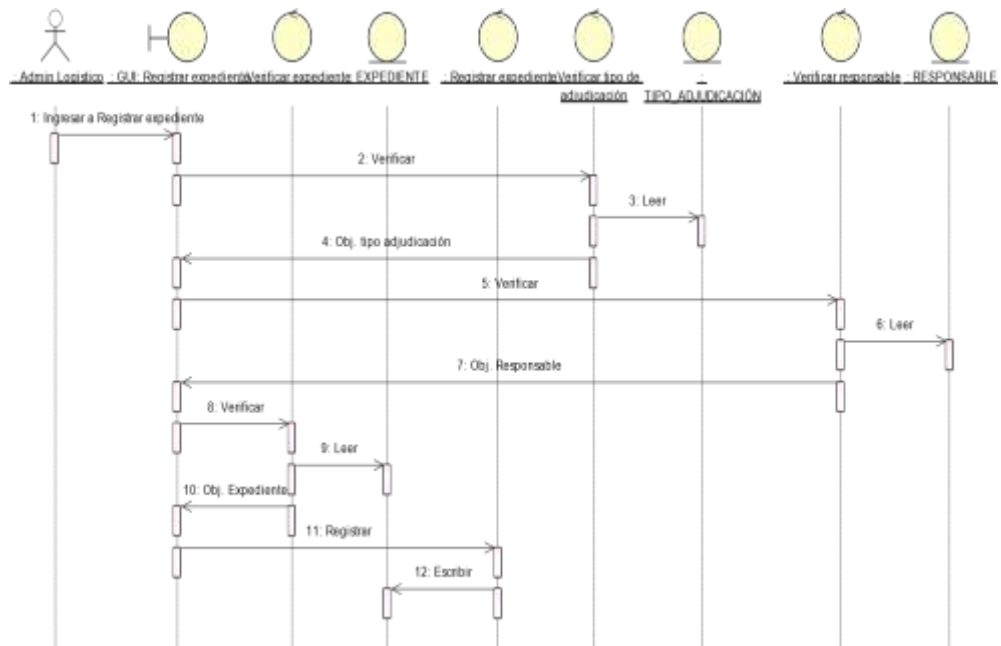 : Admin Logístico
: GUI: Registrar expediente
Verificar expediente
EXPEDIENTE
: Registrar expediente
Verificar tipo de
adjudicación
:
TIPO_ADJUDICACIÓN
: Verificar responsable
: RESPONSABLE
1: Ingresar a Registrar expediente
2: Verificar
3: Leer
4: Obj. tipo adjudicación
5: Verificar
6: Leer
7: Obj. Responsable
8: Verificar
9: Leer
10: Obj. Expediente
11: Registrar
12: Escribir